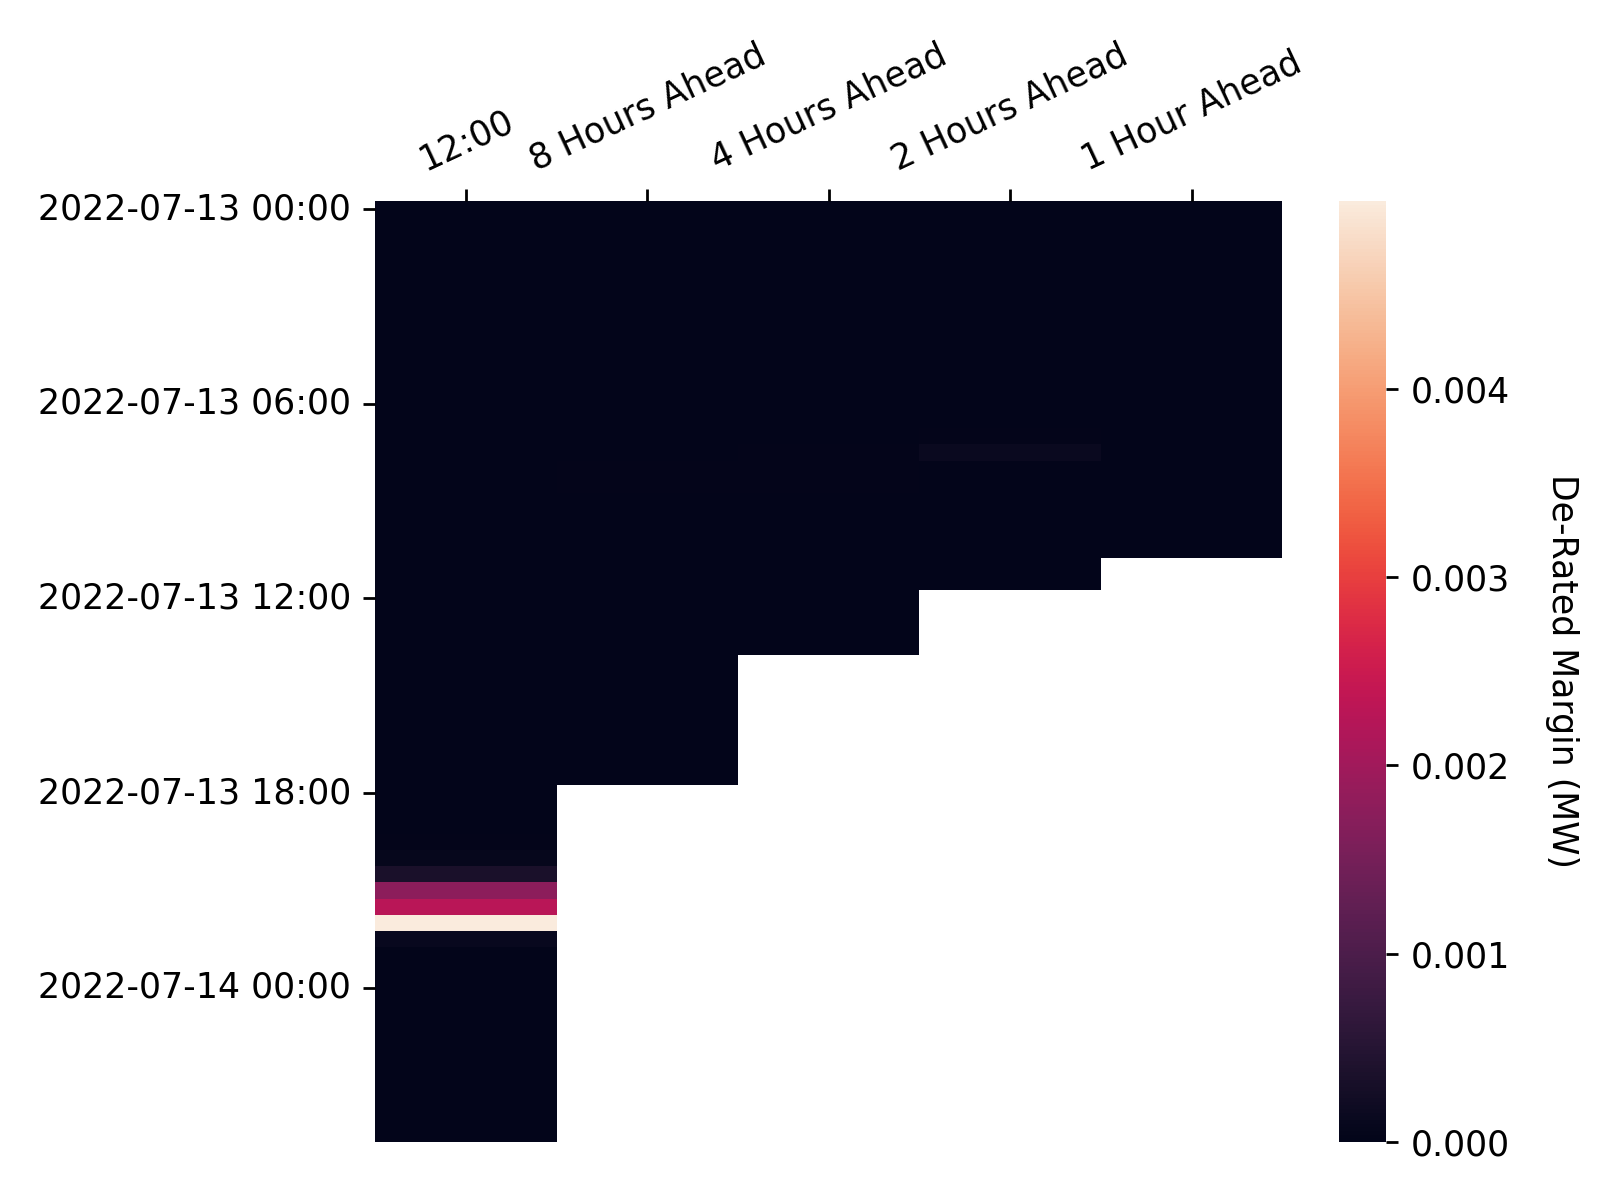 12:00
8 Hours Ahead
4 Hours Ahead
2 Hours Ahead
1 Hour Ahead
2022-07-13 00:00
2022-07-13 06:00
2022-07-13 12:00
2022-07-13 18:00
2022-07-14 00:00
0.004
0.003
0.002
0.001
0.000
De-Rated Margin (MW)